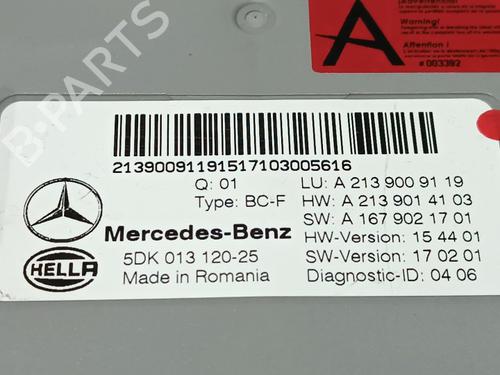 ¡Advertencia!
A
Warning!
Attention !
# 003392
21390091191517103005616
Q: 01
LU: A 213 900 91 19
Type: BC-F
HW: A 213 901 41 03
SW: A 167 902 17 01
Mercedes-Benz
HW-Version: 15 44 01
HELLA
5DK 013 120-25
SW-Version: 17 02 01
Made in Romania
Diagnostic-ID: 04 06
B-PARTS